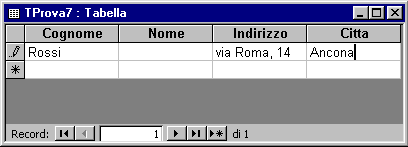 TProva7 : Tabella
Cognome Nome Indirizzo Citta
Rossi via Roma, 14 Ancona
Record: 1 di 1